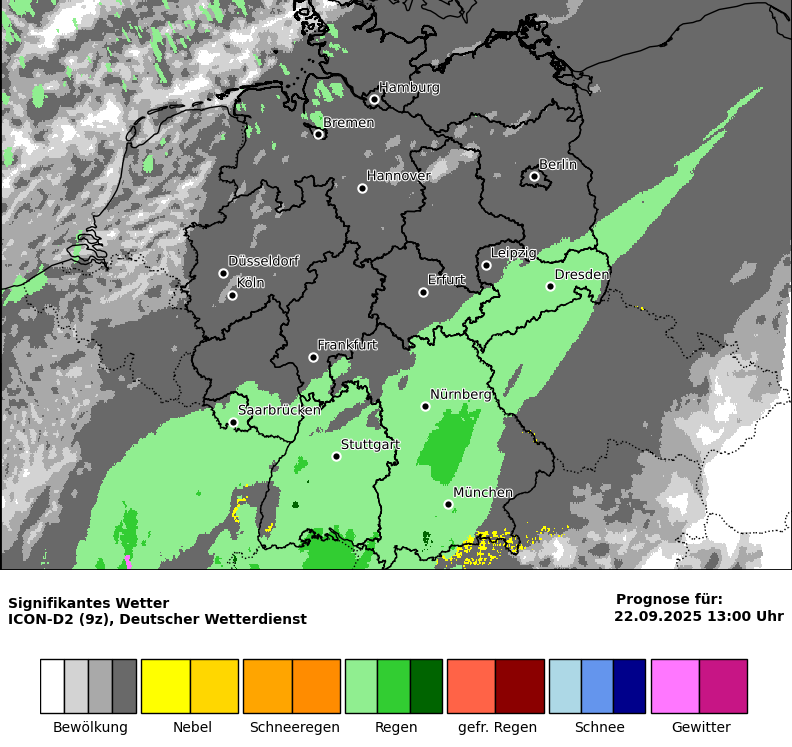 Hamburg
Bremen
Berlin
Hannover
Leipzig
Düsseldorf
Dresden
Köln
Erfurt
Frankfurt
Nürnberg
Saarbrücken
Stuttgart
München
Signifikantes Wetter
ICON-D2 (9z), Deutscher Wetterdienst
Prognose für:
22.09.2025 13:00 Uhr
Bewölkung Nebel Schneeregen Regen gefr. Regen Schnee Gewitter